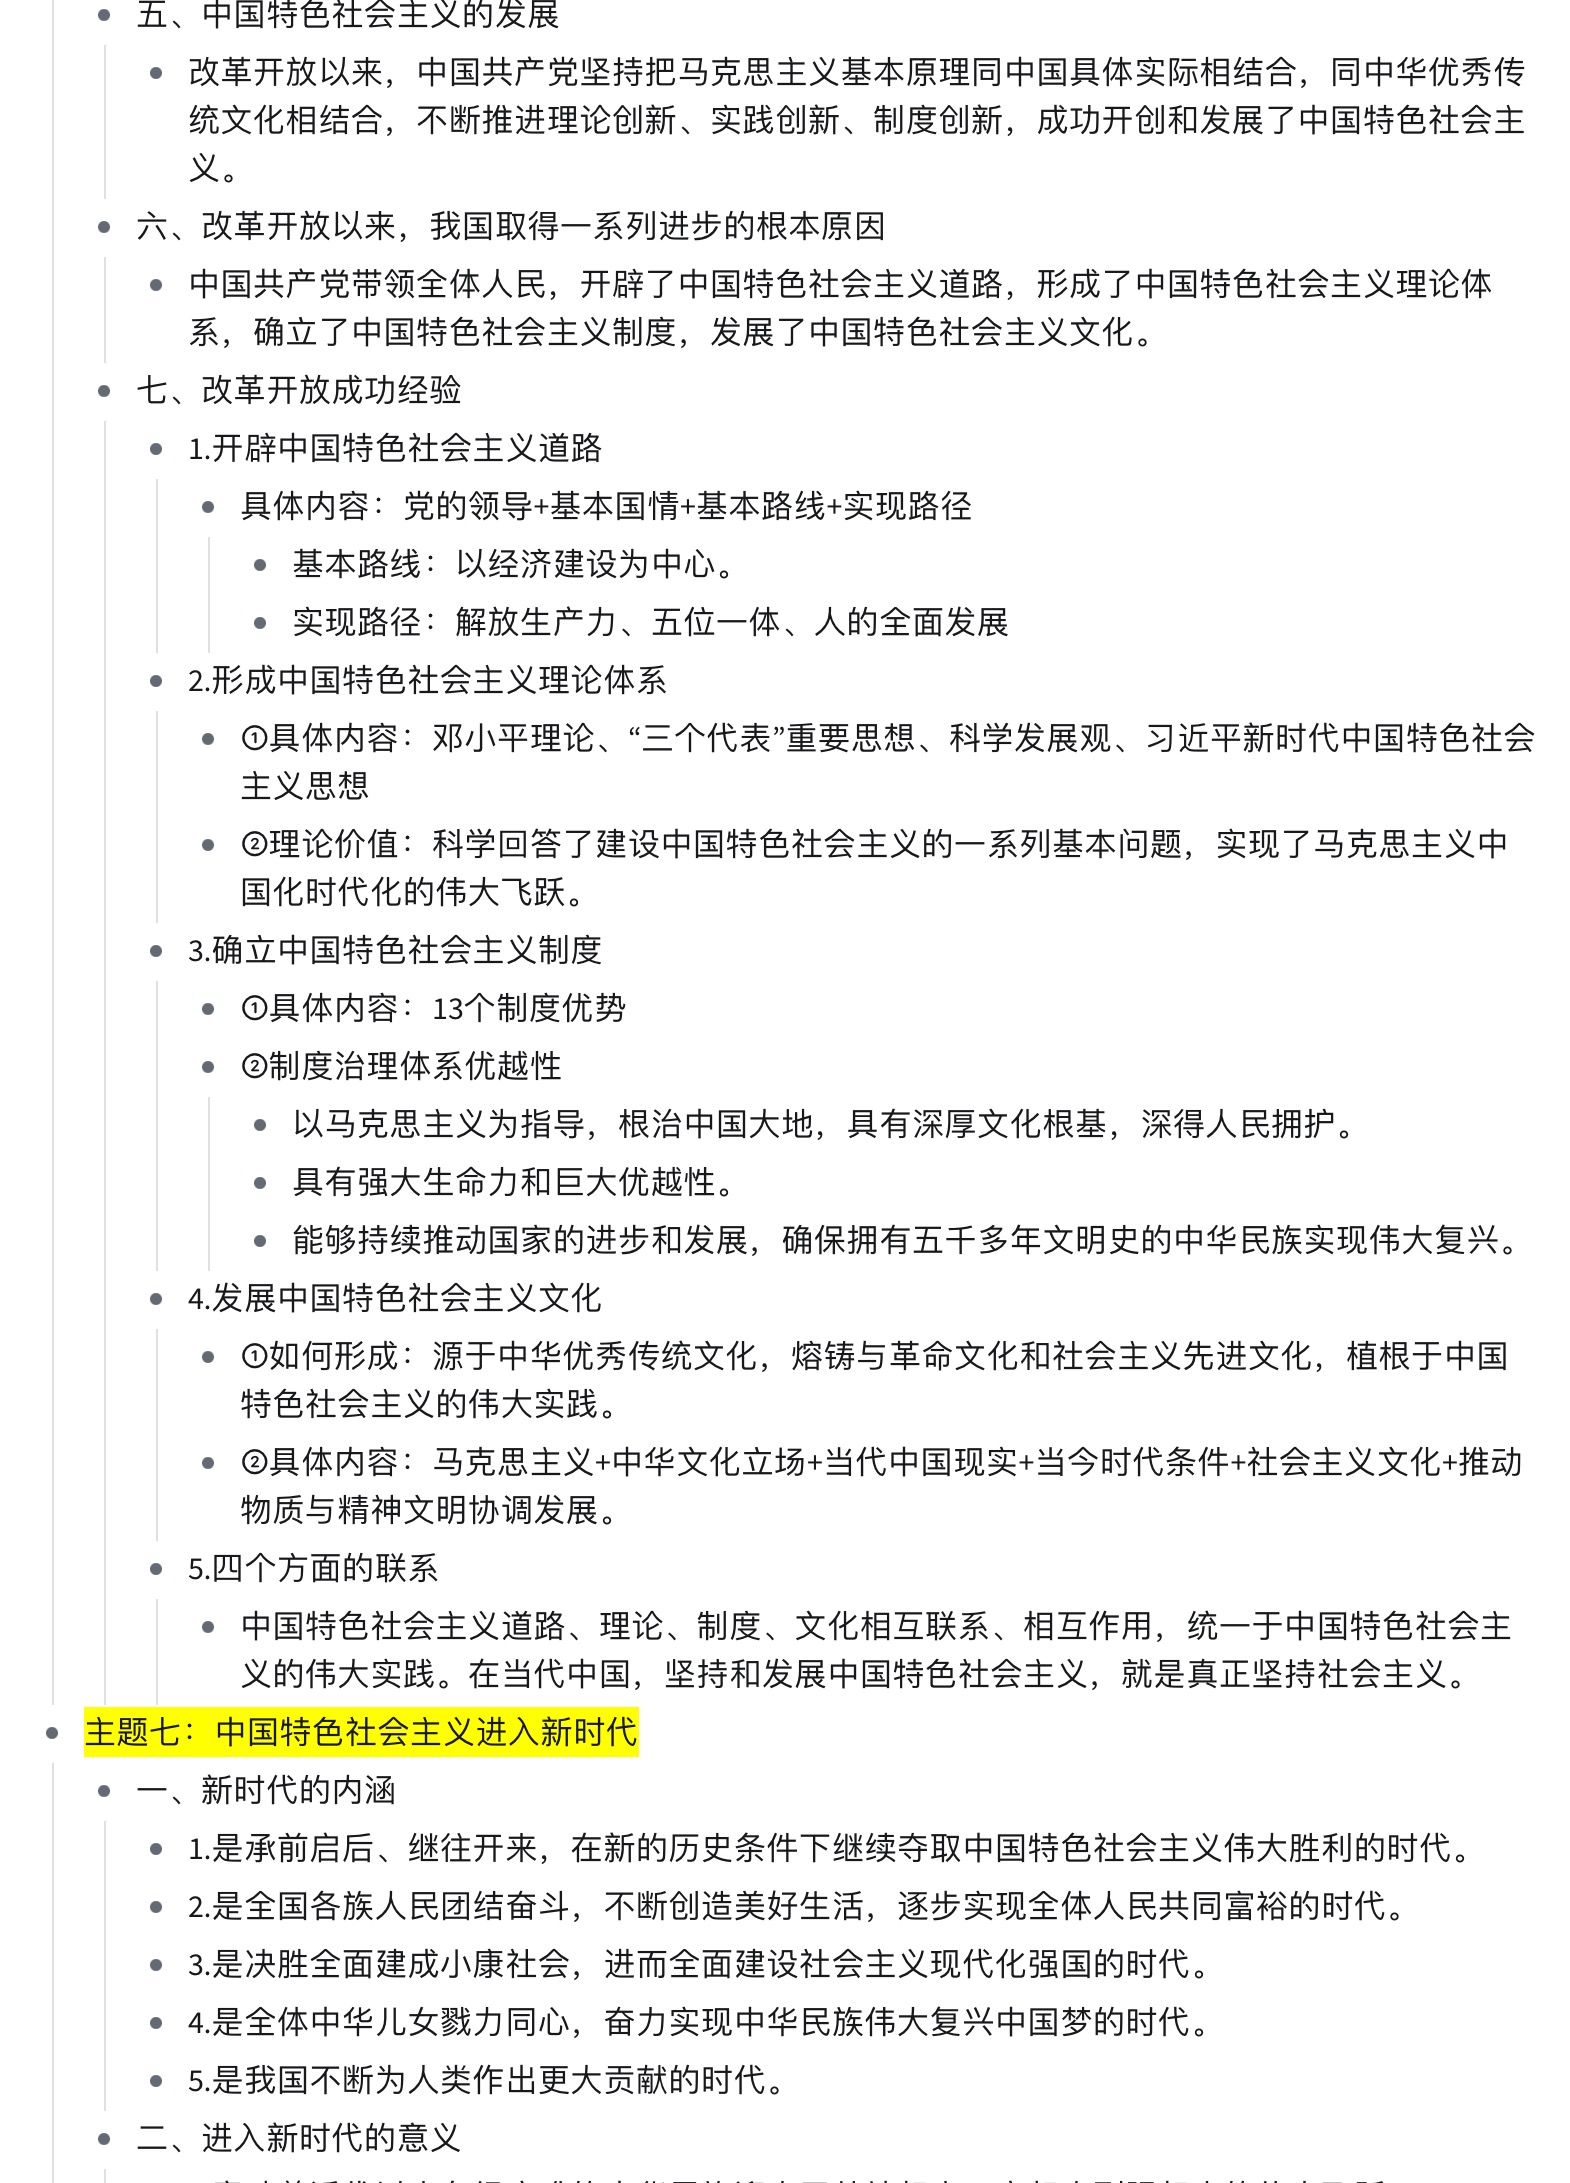 五、中国特色社会主义的发展
改革开放以来，中国共产党坚持把马克思主义基本原理同中国具体实际相结合，同中华优秀传
统文化相结合，不断推进理论创新、实践创新、制度创新，成功开创和发展了中国特色社会主
义。
六、改革开放以来，我国取得一系列进步的根本原因
中国共产党带领全体人民，开辟了中国特色社会主义道路，形成了中国特色社会主义理论体
系，确立了中国特色社会主义制度，发展了中国特色社会主义文化。
七、改革开放成功经验
1.开辟中国特色社会主义道路
具体内容：党的领导+基本国情+基本路线+实现路径
基本路线：以经济建设为中心。
实现路径：解放生产力、五位一体、人的全面发展
2.形成中国特色社会主义理论体系
①具体内容：邓小平理论、“三个代表”重要思想、科学发展观、习近平新时代中国特色社会
主义思想
②理论价值：科学回答了建设中国特色社会主义的一系列基本问题，实现了马克思主义中
国化时代化的伟大飞跃。
3.确立中国特色社会主义制度
①具体内容：13个制度优势
②制度治理体系优越性
以马克思主义为指导，根治中国大地，具有深厚文化根基，深得人民拥护。
具有强大生命力和巨大优越性。
能够持续推动国家的进步和发展，确保拥有五千多年文明史的中华民族实现伟大复兴。
4.发展中国特色社会主义文化
①如何形成：源于中华优秀传统文化，熔铸与革命文化和社会主义先进文化，植根于中国
特色社会主义的伟大实践。
②具体内容：马克思主义+中华文化立场+当代中国现实+当今时代条件+社会主义文化+推动
物质与精神文明协调发展。
5.四个方面的联系
中国特色社会主义道路、理论、制度、文化相互联系、相互作用，统一于中国特色社会主
义的伟大实践。在当代中国，坚持和发展中国特色社会主义，就是真正坚持社会主义。
主题七：中国特色社会主义进入新时代
一、新时代的内涵
1.是承前启后、继往开来，在新的历史条件下继续夺取中国特色社会主义伟大胜利的时代。
2.是全国各族人民团结奋斗，不断创造美好生活，逐步实现全体人民共同富裕的时代。
3.是决胜全面建成小康社会，进而全面建设社会主义现代化强国的时代。
4.是全体中华儿女戮力同心，奋力实现中华民族伟大复兴中国梦的时代。
5.是我国不断为人类作出更大贡献的时代。
二、进入新时代的意义